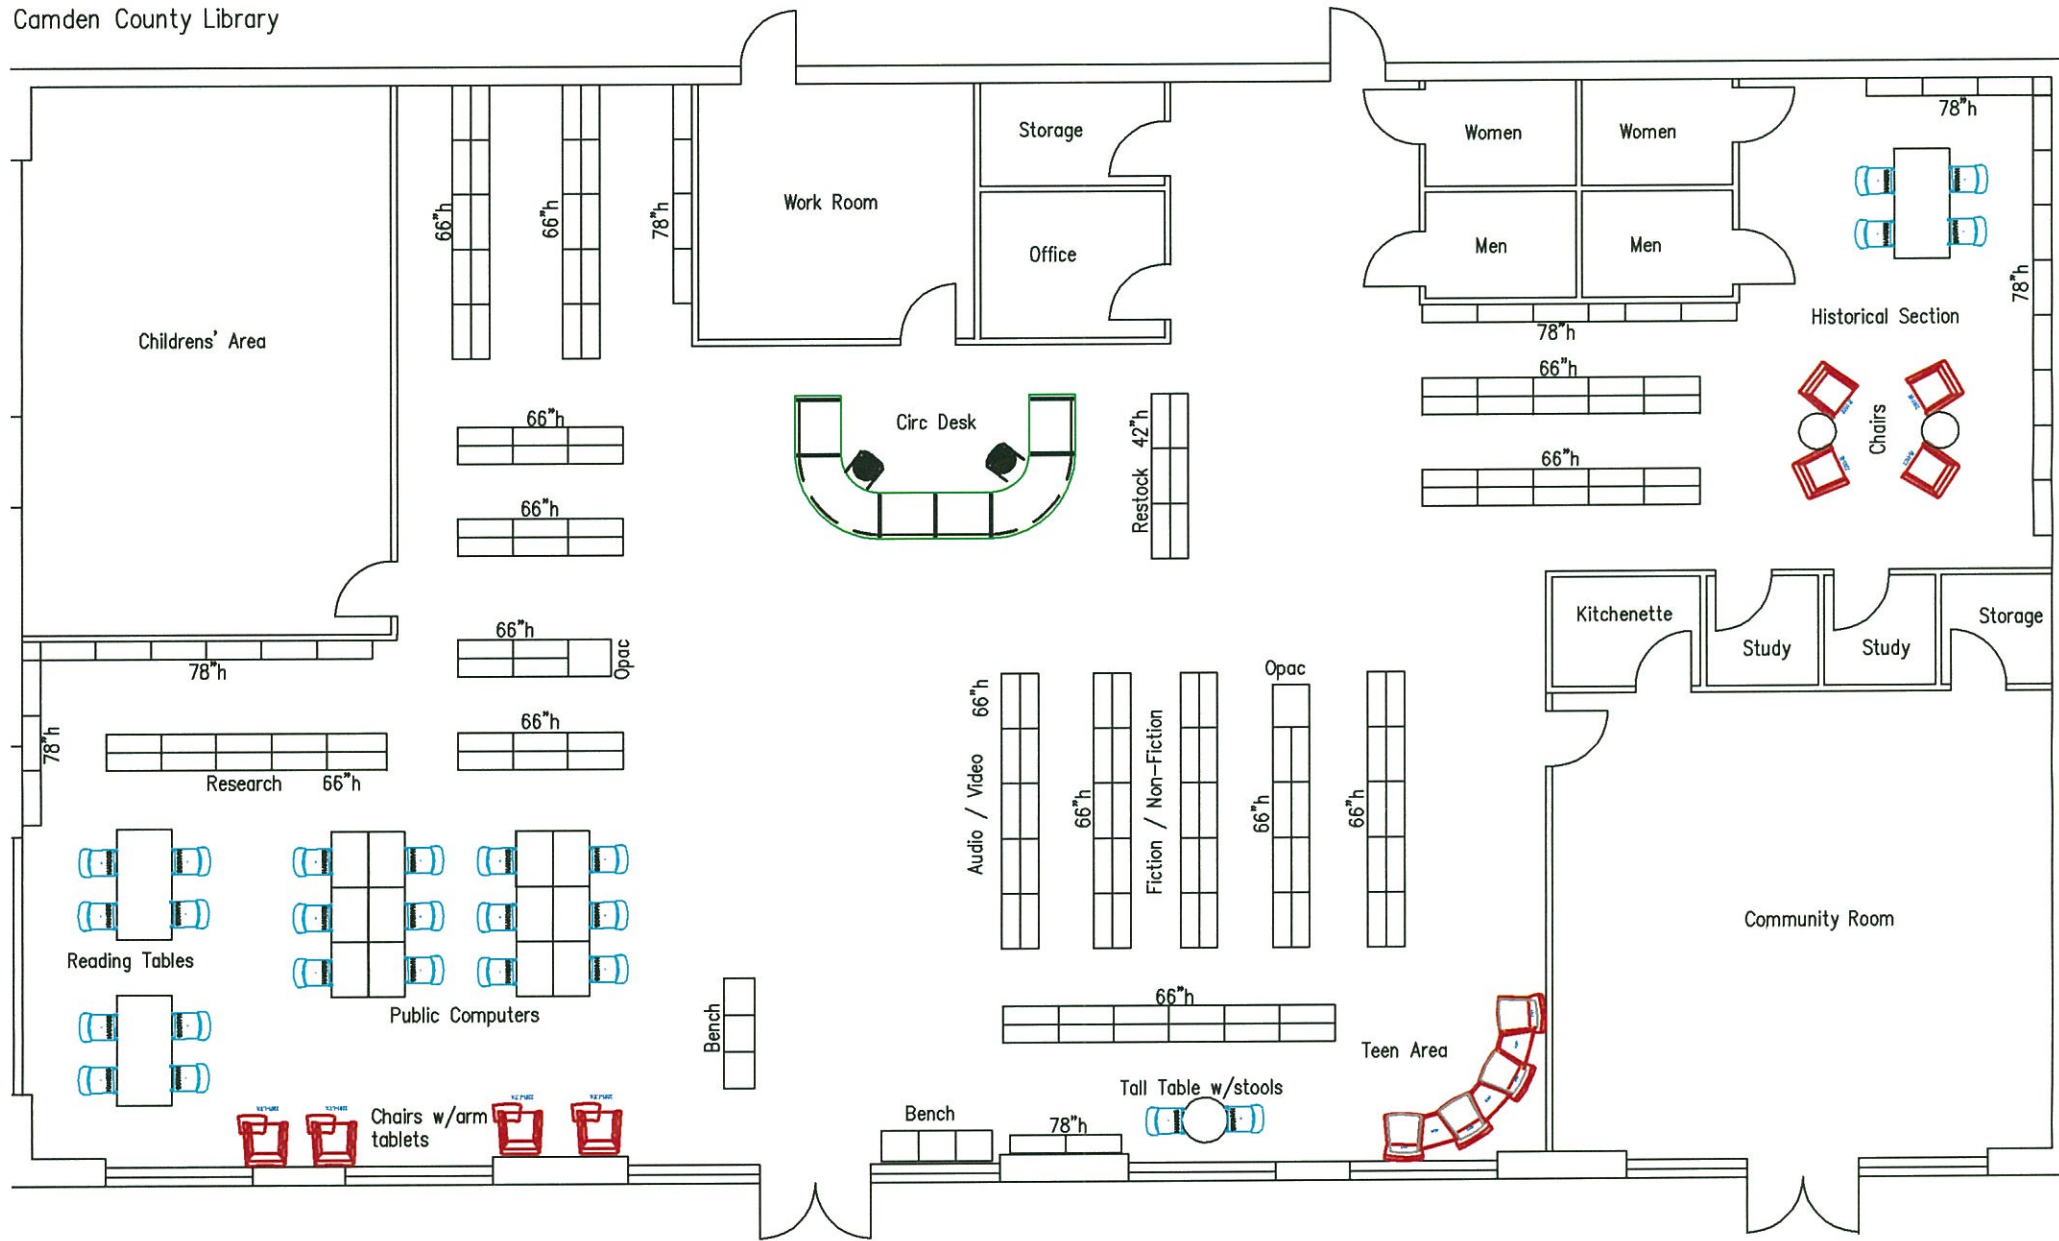 Camden County Library
Childrens' Area
66"h
66"h
78"h
Work Room
Storage
Office
Women
Women
Men
Men
78"h
78"h
78"h
Historical Section
66"h
66"h
Chairs
66"h
66"h
Circ Desk
Restock 42"h
66"h
Opac
66"h
78"h
78"h
Research 66"h
Kitchenette
Study
Study
Storage
Audio / Video 66"h
66"h
Fiction / Non-Fiction
Opac
66"h
66"h
Community Room
Reading Tables
Public Computers
Bench
66"h
Teen Area
Tall Table w/stools
Chairs w/arm
tablets
Bench
78"h